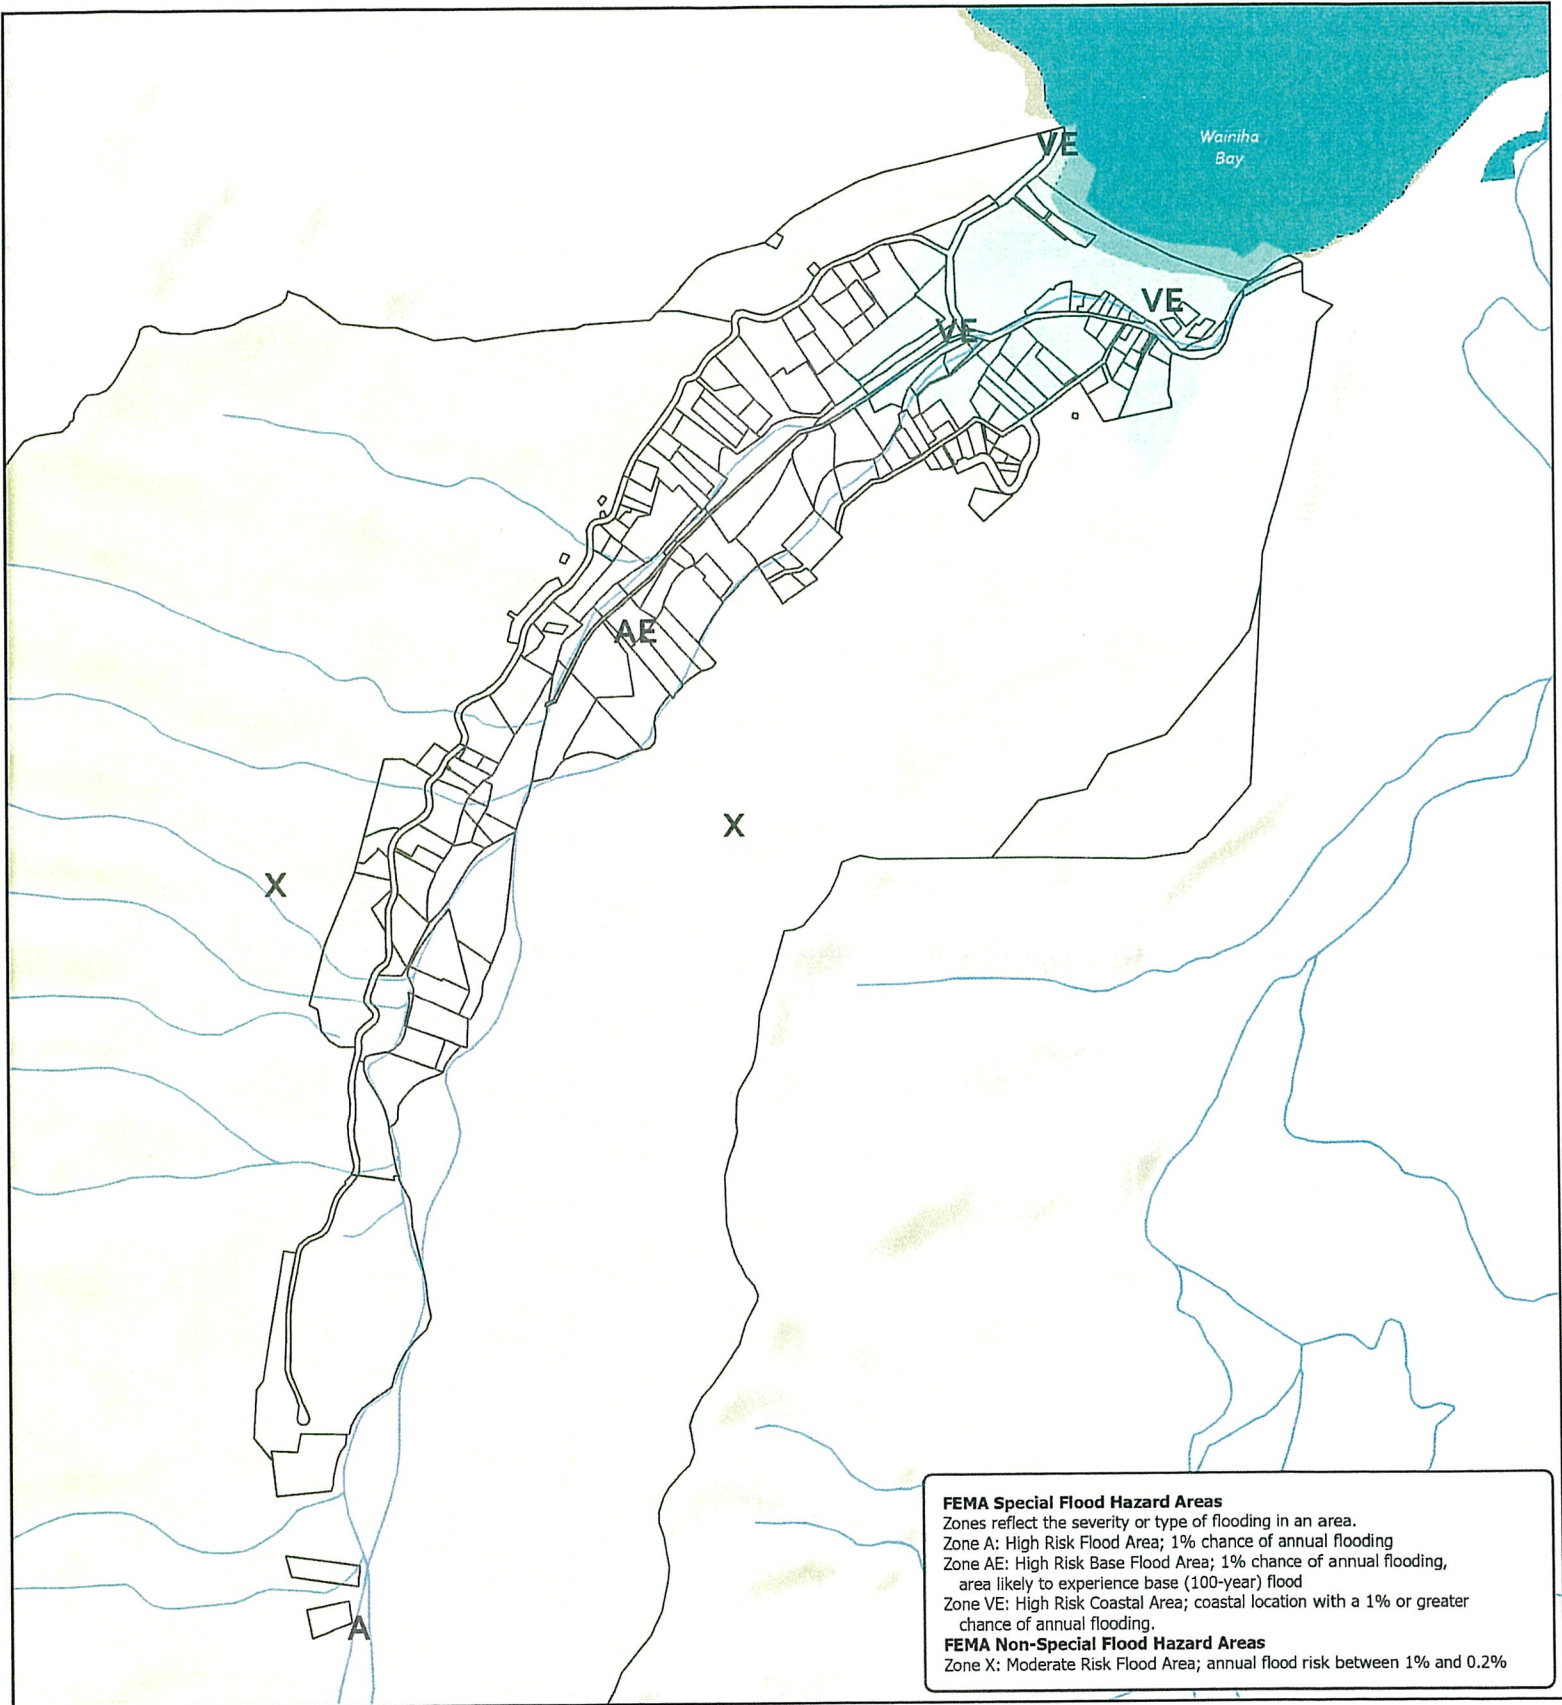 VE
Wainiha
Bay
VE
VE
AE
X
X
A
FEMA Special Flood Hazard Areas
Zones reflect the severity or type of flooding in an area.
Zone A: High Risk Flood Area; 1% chance of annual flooding
Zone AE: High Risk Base Flood Area; 1% chance of annual flooding,
area likely to experience base (100-year) flood
Zone VE: High Risk Coastal Area; coastal location with a 1% or greater
chance of annual flooding.
FEMA Non-Special Flood Hazard Areas
Zone X: Moderate Risk Flood Area; annual flood risk between 1% and 0.2%